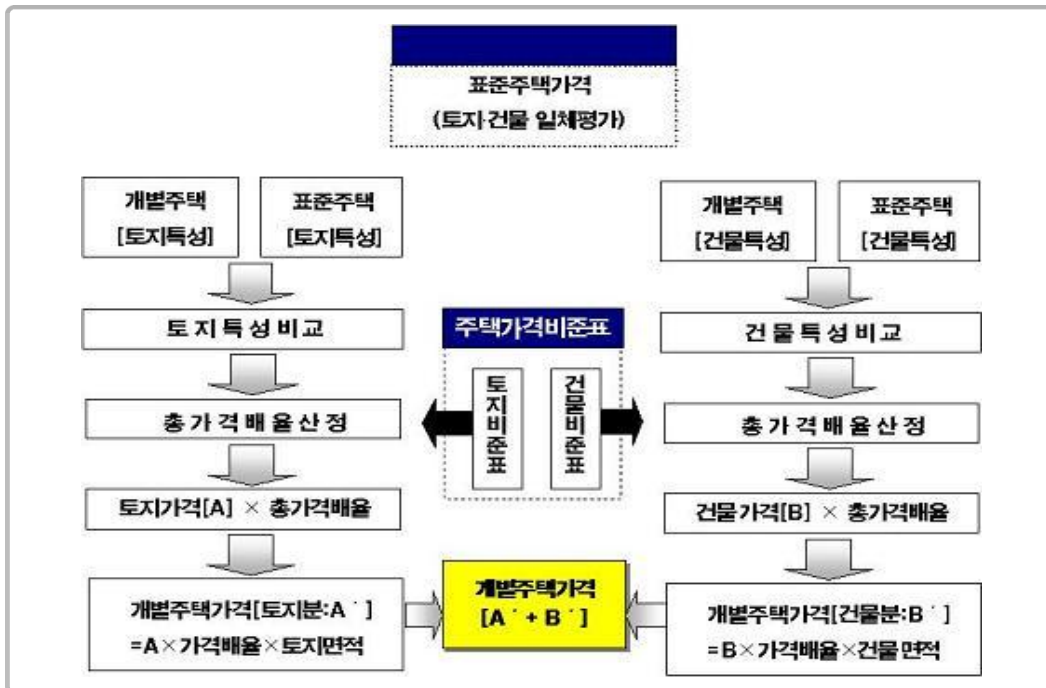 표준주택가격
(토지·건물 일체평가)
개별주택
[토지특성]
표준주택
[토지특성]
개별주택
[건물특성]
표준주택
[건물특성]
토지특성비교
주택가격비준표
건물특성비교
토지비준표
건물비준표
총가격배율산정
총가격배율산정
토지가격[A] × 총가격배율
건물가격[B] × 총가격배율
개별주택가격[토지분:A´]
=A×가격배율×토지면적
개별주택가격
[A´+B´]
개별주택가격[건물분:B´]
=B×가격배율×건물면적